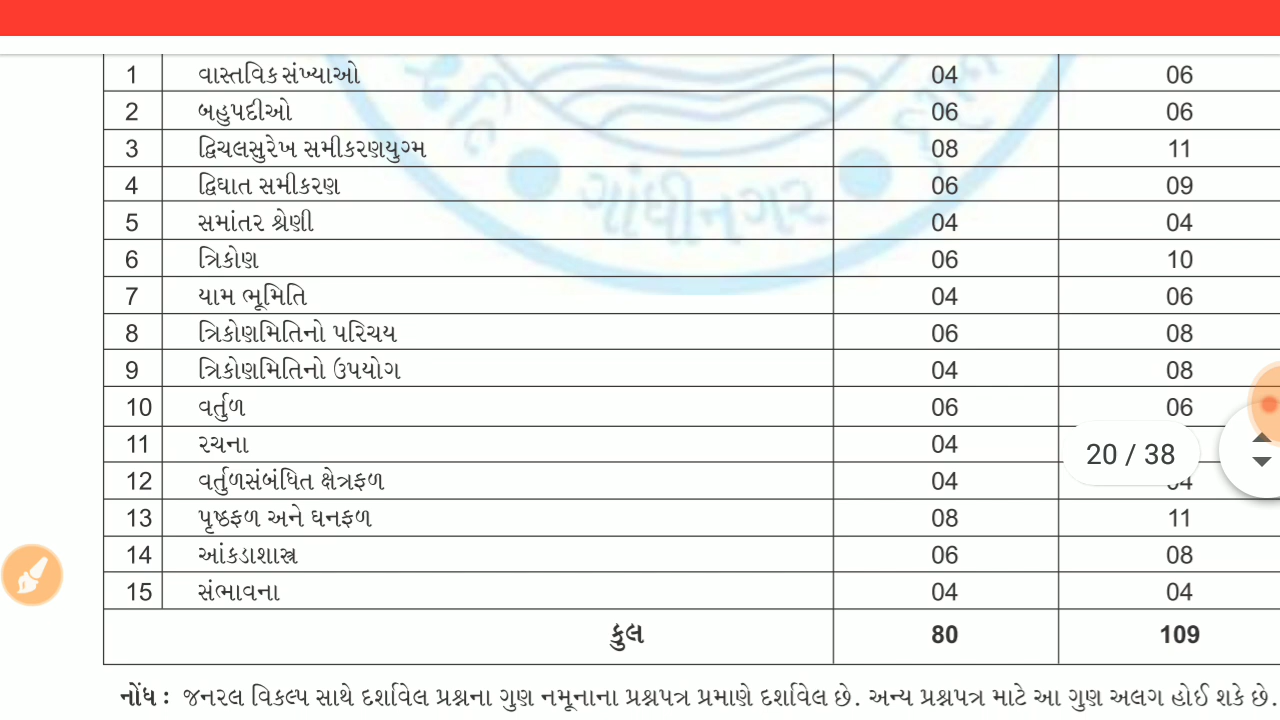 1 વાસ્તવિક સંખ્યાઓ 04 06
2 બહુપદીઓ 06 06
3 દ્વિચલસુરેખ સમીકરણયુગ્મ 08 11
4 દ્વિઘાત સમીકરણ 06 09
5 સમાંતર શ્રેણી 04 04
6 ત્રિકોણ 06 10
7 યામ ભૂમિતિ 04 06
8 ત્રિકોણમિતિનો પરિચય 06 08
9 ત્રિકોણમિતિનો ઉપયોગ 04 08
10 વર્તુળ 06 06
11 રચના 04
20 / 38
12 વર્તુળસંબંધિત ક્ષેત્રફળ 04
13 પૃષ્ઠફળ અને ઘનફળ 08 11
14 આંકડાશાસ્ત્ર 06 08
15 સંભાવના 04 04
કુલ 80 109
નોંધ : જનરલ વિકલ્પ સાથે દર્શાવેલ પ્રશ્નના ગુણ નમૂનાના પ્રશ્નપત્ર પ્રમાણે દર્શાવેલ છે. અન્ય પ્રશ્નપત્ર માટે આ ગુણ અલગ હોઈ શકે છે.
ગાંધીનગર